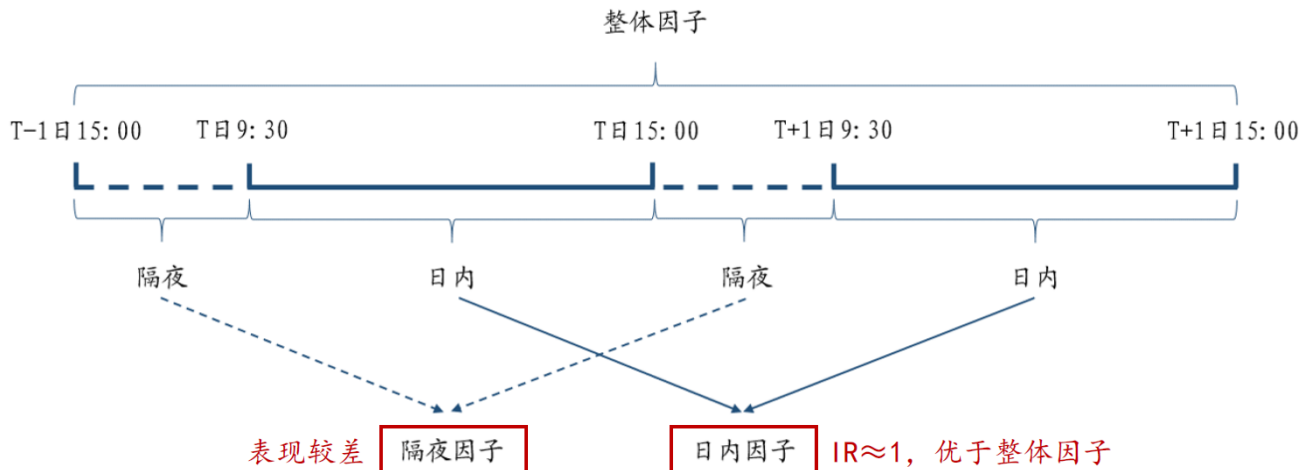 整体因子
T-1日15:00 T日9:30 T日15:00 T+1日9:30 T+1日15:00
隔夜 日内 隔夜 日内
表现较差 隔夜因子 日内因子 IR≈1，优于整体因子